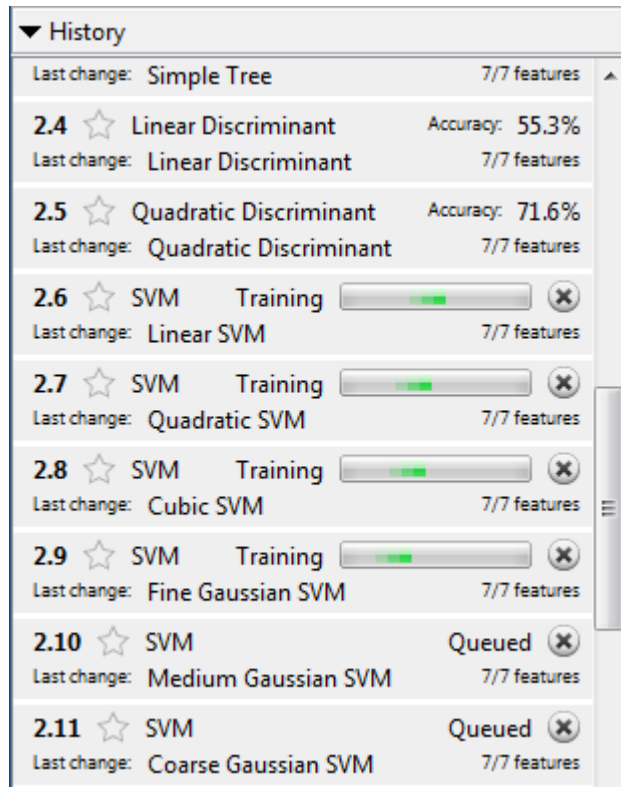 History
Last change: Simple Tree 7/7 features
2.4 Linear Discriminant Accuracy: 55.3%
Last change: Linear Discriminant 7/7 features
2.5 Quadratic Discriminant Accuracy: 71.6%
Last change: Quadratic Discriminant 7/7 features
2.6 SVM Training
Last change: Linear SVM 7/7 features
2.7 SVM Training
Last change: Quadratic SVM 7/7 features
2.8 SVM Training
Last change: Cubic SVM 7/7 features
2.9 SVM Training
Last change: Fine Gaussian SVM 7/7 features
2.10 SVM Queued
Last change: Medium Gaussian SVM 7/7 features
2.11 SVM Queued
Last change: Coarse Gaussian SVM 7/7 features